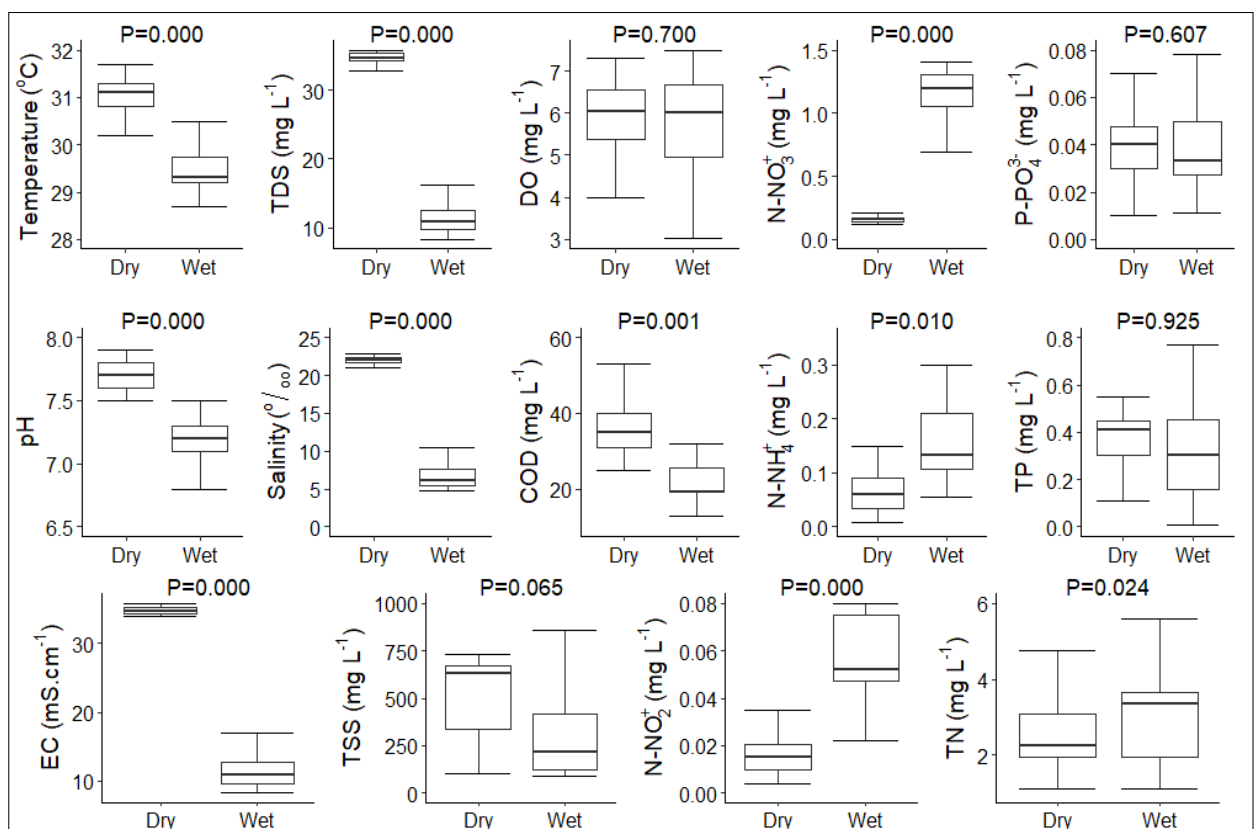 P=0.000 P=0.000 P=0.700 P=0.000 P=0.607
Temperature (⁰C)
32
31
30
29
28
Dry Wet
TDS (mg L⁻¹)
30
20
10
Dry Wet
DO (mg L⁻¹)
7
6
5
4
3
Dry Wet
N-NO₃⁺ (mg L⁻¹)
1.5
1.0
0.5
0.0
Dry Wet
P-PO₄³⁻ (mg L⁻¹)
0.08
0.06
0.04
0.02
0.00
Dry Wet
P=0.000 P=0.000 P=0.001 P=0.010 P=0.925
pH
8.0
7.5
7.0
6.5
Dry Wet
Salinity (⁰/₀₀)
25
20
15
10
5
0
Dry Wet
COD (mg L⁻¹)
60
40
20
Dry Wet
N-NH₄⁺ (mg L⁻¹)
0.3
0.2
0.1
0.0
Dry Wet
TP (mg L⁻¹)
0.8
0.6
0.4
0.2
0.0
Dry Wet
P=0.000 P=0.065 P=0.000 P=0.024
EC (mS.cm⁻¹)
30
20
10
Dry Wet
TSS (mg L⁻¹)
1000
750
500
250
0
Dry Wet
N-NO₂⁺ (mg L⁻¹)
0.08
0.06
0.04
0.02
0.00
Dry Wet
TN (mg L⁻¹)
6
4
2
Dry Wet